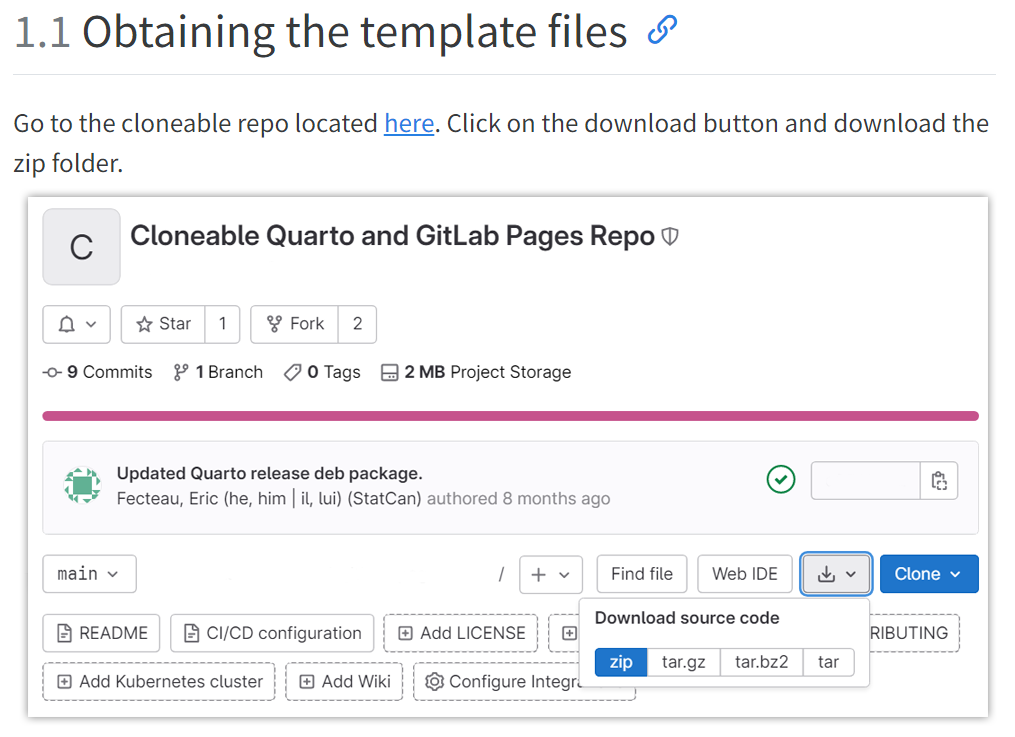 1.1 Obtaining the template files
Go to the cloneable repo located here. Click on the download button and download the
zip folder.
C
Cloneable Quarto and GitLab Pages Repo
Star 1 Fork 2
9 Commits 1 Branch 0 Tags 2 MB Project Storage
Updated Quarto release deb package.
Fecteau, Eric (he, him | il, lui) (StatCan) authored 8 months ago
main / + Find file Web IDE Clone
Download source code
README CI/CD configuration Add LICENSE RIBUTING
zip tar.gz tar.bz2 tar
Add Kubernetes cluster Add Wiki Configure Integra